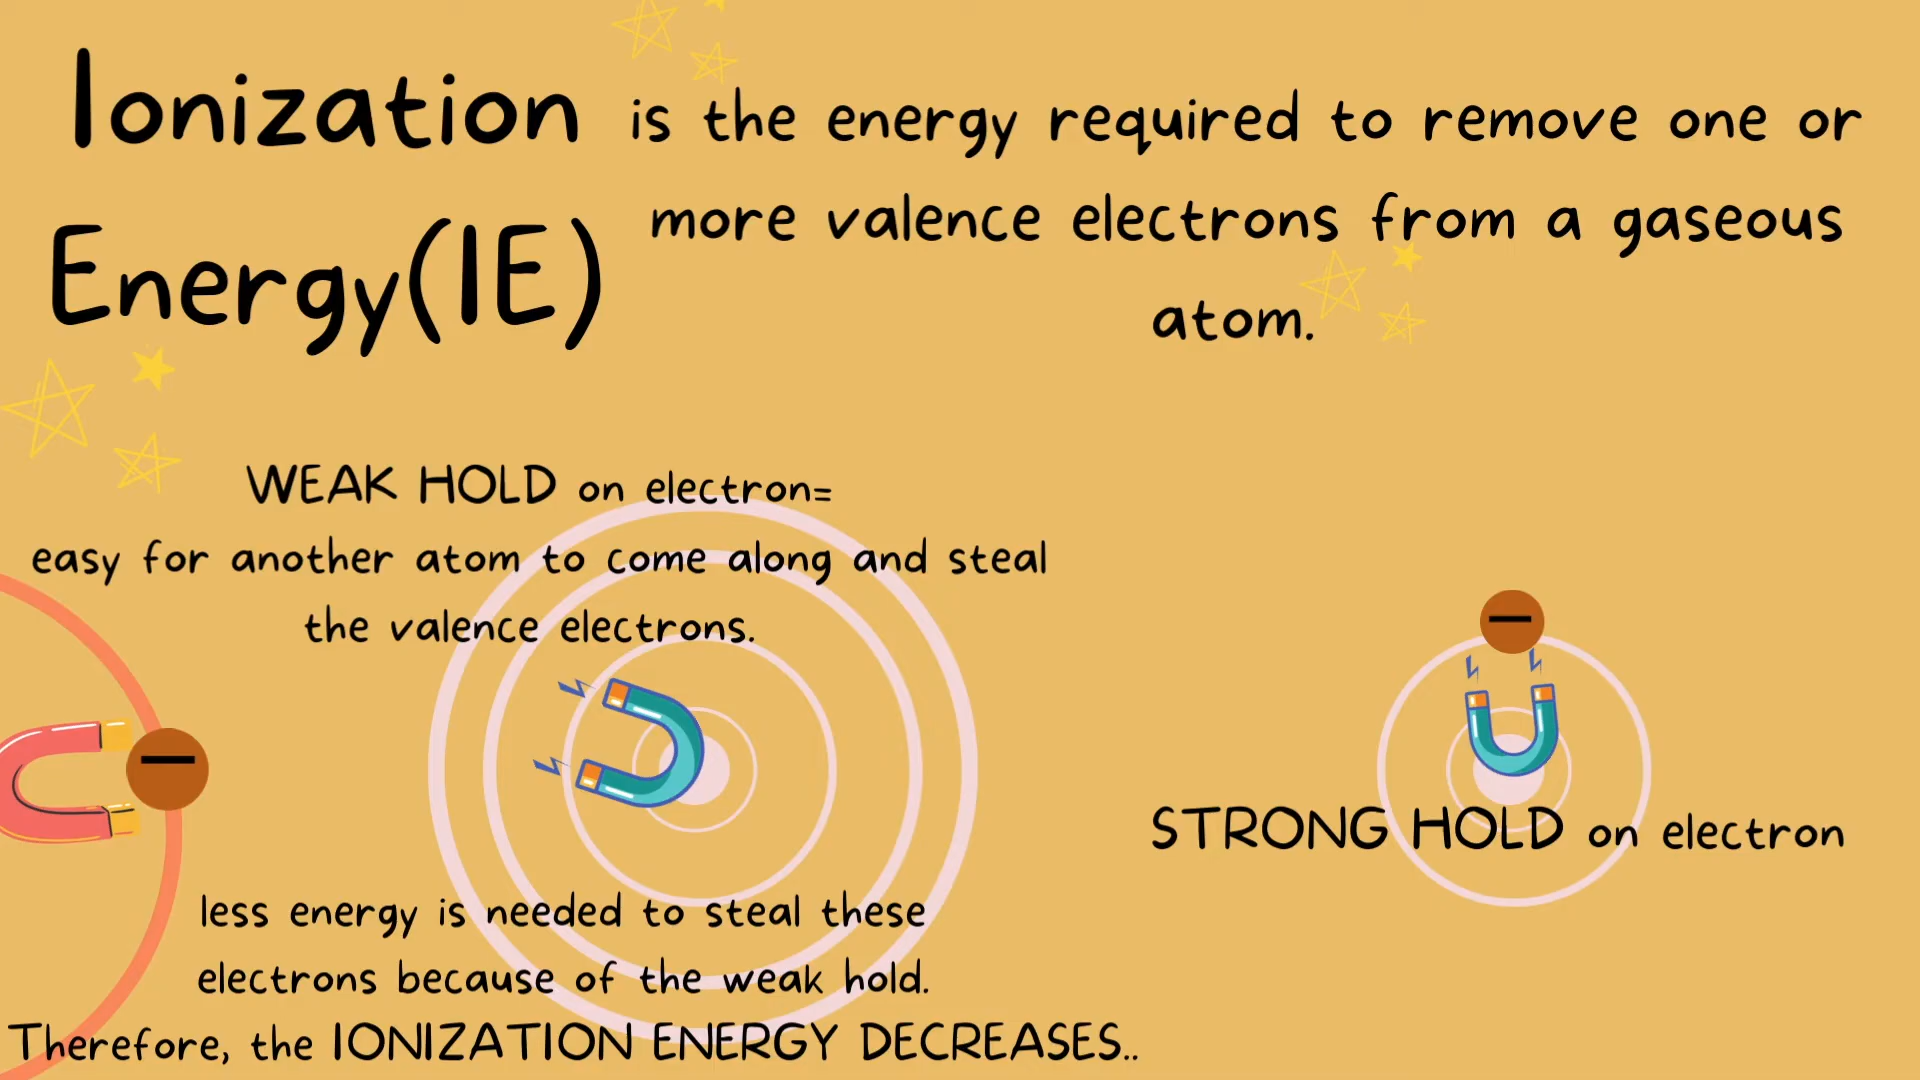 Ionization
Energy(IE)
is the energy required to remove one or
more valence electrons from a gaseous
atom.
WEAK HOLD on electron=
easy for another atom to come along and steal
the valence electrons.
STRONG HOLD on electron
less energy is needed to steal these
electrons because of the weak hold.
Therefore, the IONIZATION ENERGY DECREASES..